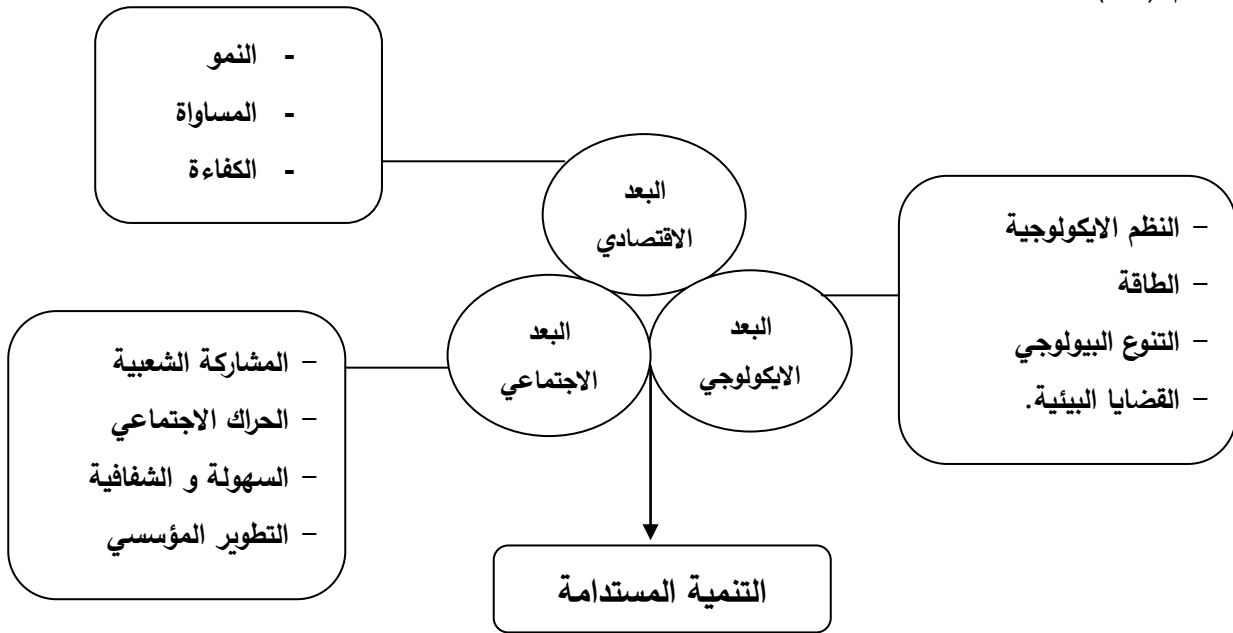 - النمو
- المساواة
- الكفاءة
البعد
الاقتصادي
– النظم الايكولوجية
– الطاقة
– التنوع البيولوجي
– القضايا البيئية.
البعد
الايكولوجي
البعد
الاجتماعي
– المشاركة الشعبية
– الحراك الاجتماعي
– السهولة و الشفافية
– التطوير المؤسسي
التنمية المستدامة